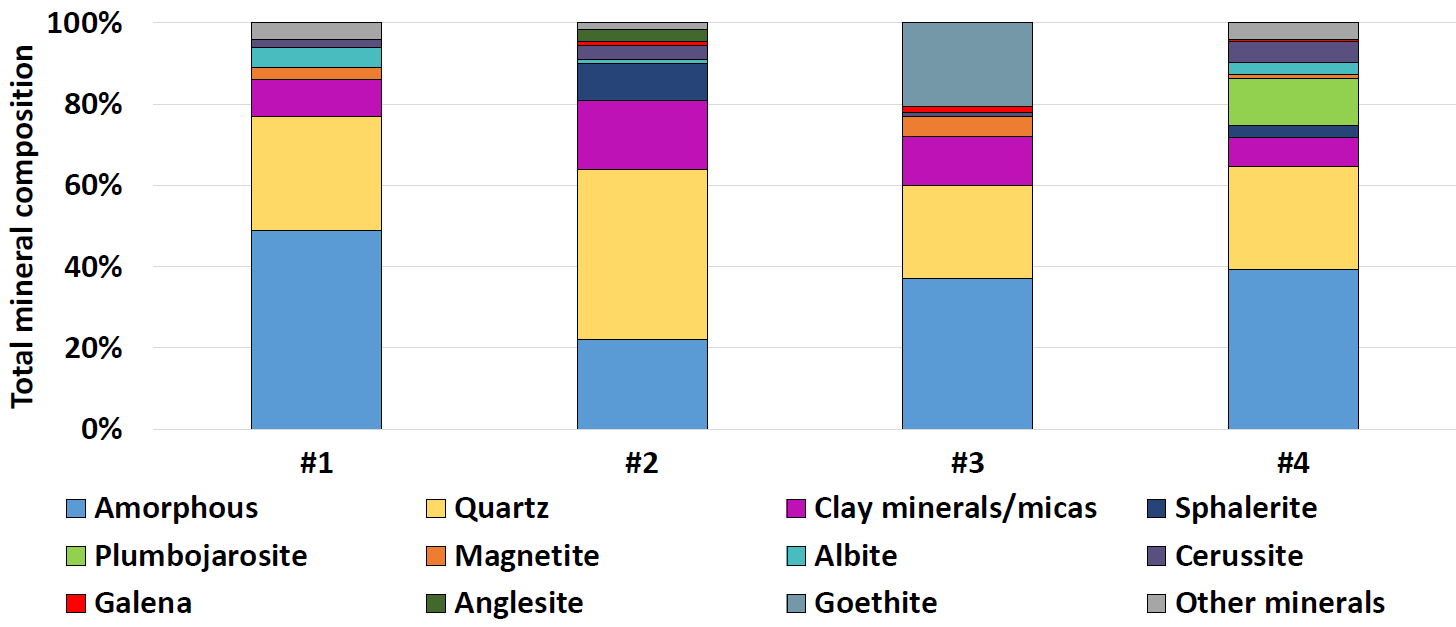 Total mineral composition
100%
80%
60%
40%
20%
0%
#1 #2 #3 #4
Amorphous Quartz Clay minerals/micas Sphalerite
Plumbojarosite Magnetite Albite Cerussite
Galena Anglesite Goethite Other minerals